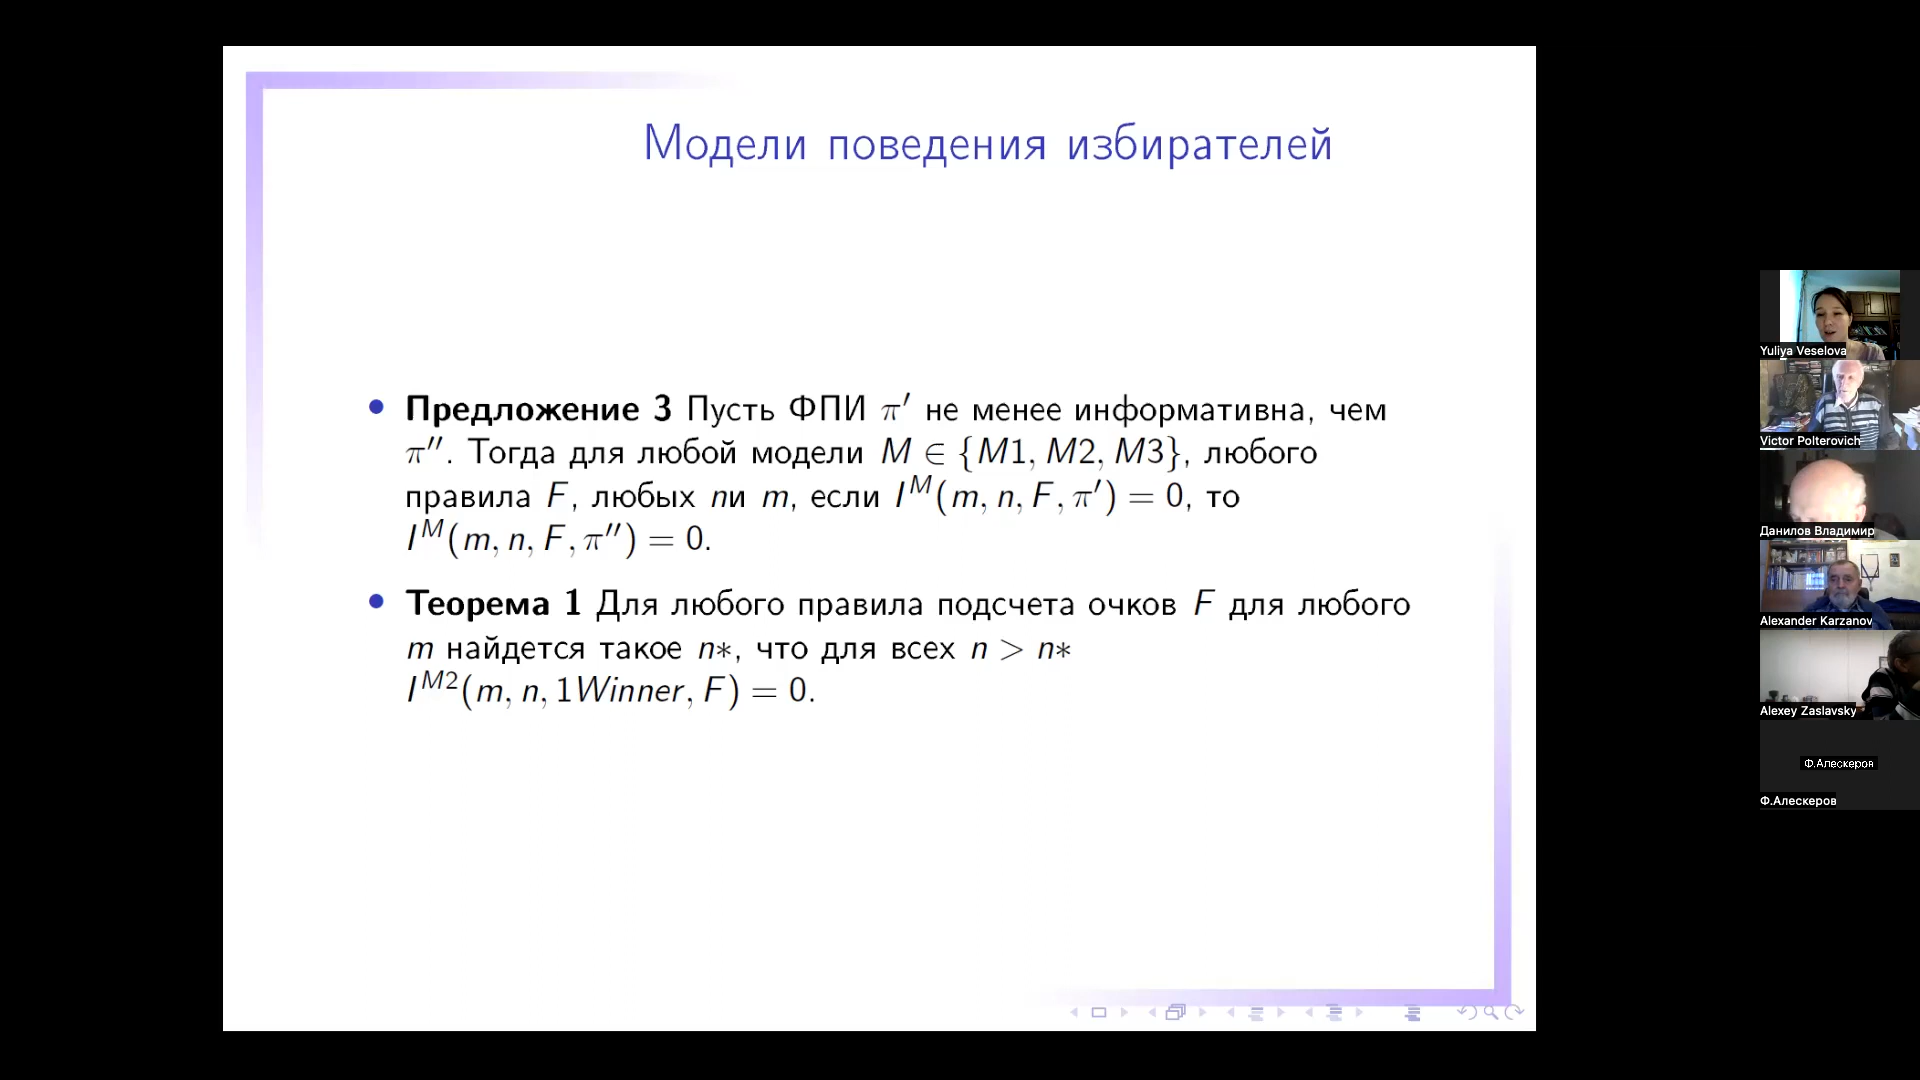 Модели поведения избирателей
• Предложение 3 Пусть ФПИ π′ не менее информативна, чем
π″. Тогда для любой модели M ∈ {M1, M2, M3}, любого
правила F, любых nи m, если I^M(m, n, F, π′) = 0, то
I^M(m, n, F, π″) = 0.
• Теорема 1 Для любого правила подсчета очков F для любого
m найдется такое n∗, что для всех n > n∗
I^{M2}(m, n, 1Winner, F) = 0.
Yuliya Veselova
Victor Polterovich
Данилов Владимир
Alexander Karzanov
Alexey Zaslavsky
Ф.Алескеров
Ф.Алескеров